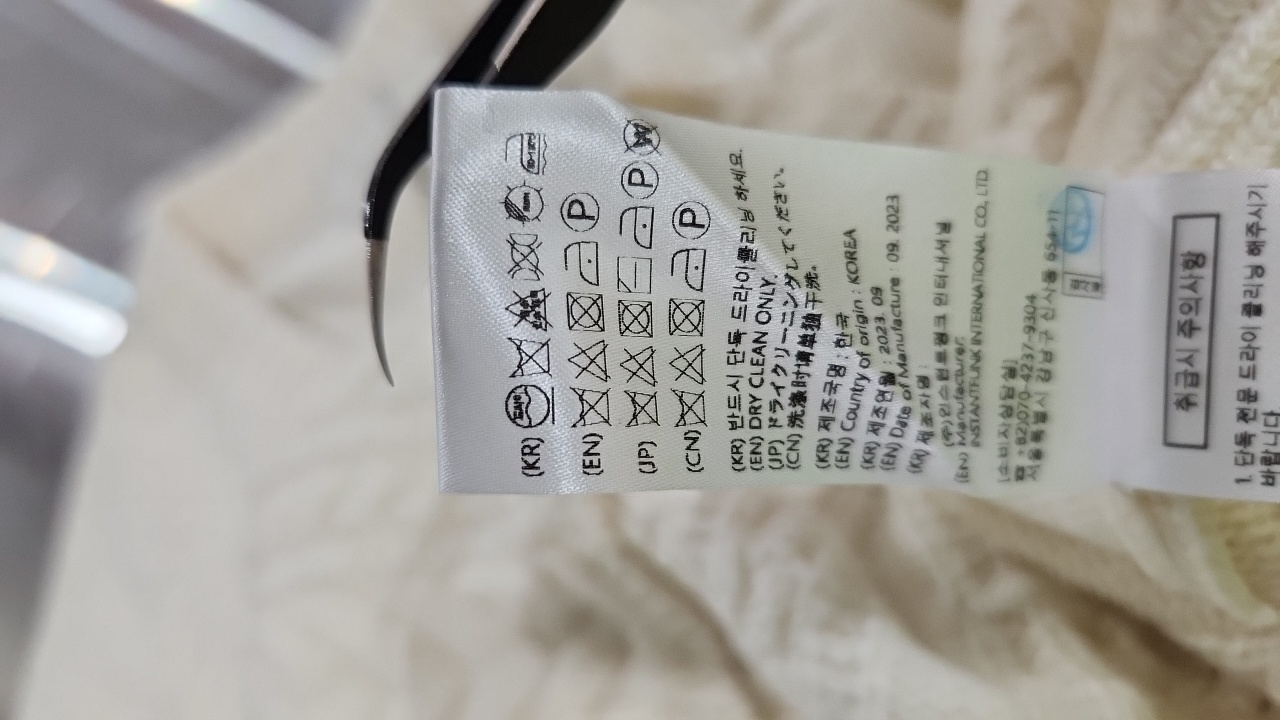 (KR)
(EN) P
(JP) P W
(CN) P
(KR) 반드시 단독 드라이클리닝 하세요.
(EN) DRY CLEAN ONLY.
(JP) ドライクリーニングしてください。
(CN) 洗涤时请单独干洗.
(KR) 제조국명 : 한국
(EN) Country of origin : KOREA
(KR) 제조연월 : 2023. 09
(EN) Date of Manufacture : 09. 2023
(KR) 제조자명 :
(주)인스턴트펑크 인터내셔널
(EN) Manufacturer:
INSTANTFUNK INTERNATIONAL CO., LTD.
[소비자상담실]
☎ : 82)070-4237-9304
서울특별시 강남구 신사동
취급시 주의사항
1. 단독 전문 드라이 클리닝 해주시기
바랍니다